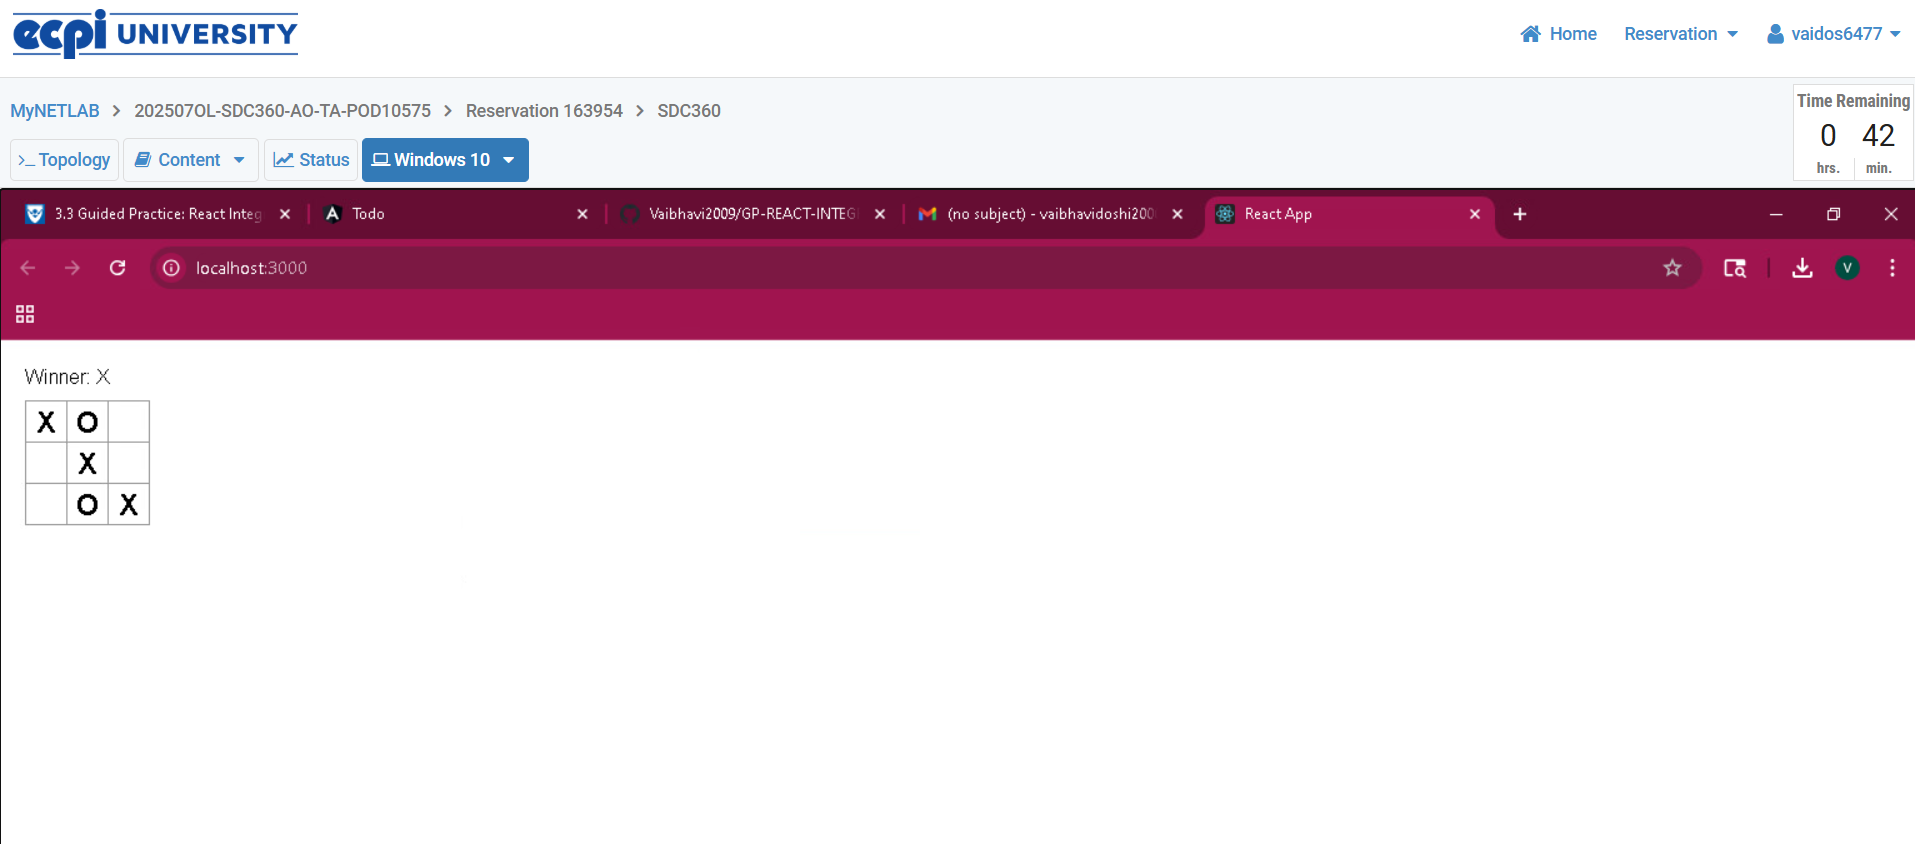 ecpi UNIVERSITY
Home Reservation vaidos6477
MyNETLAB > 202507OL-SDC360-AO-TA-POD10575 > Reservation 163954 > SDC360
Time Remaining
0 42
hrs. min.
>_ Topology Content Status Windows 10
3.3 Guided Practice: React Integ Todo Vaibhavi2009/GP-REACT-INTEG (no subject) - vaibhavidoshi200 React App
localhost:3000
V
Winner: X
X O
X
O X